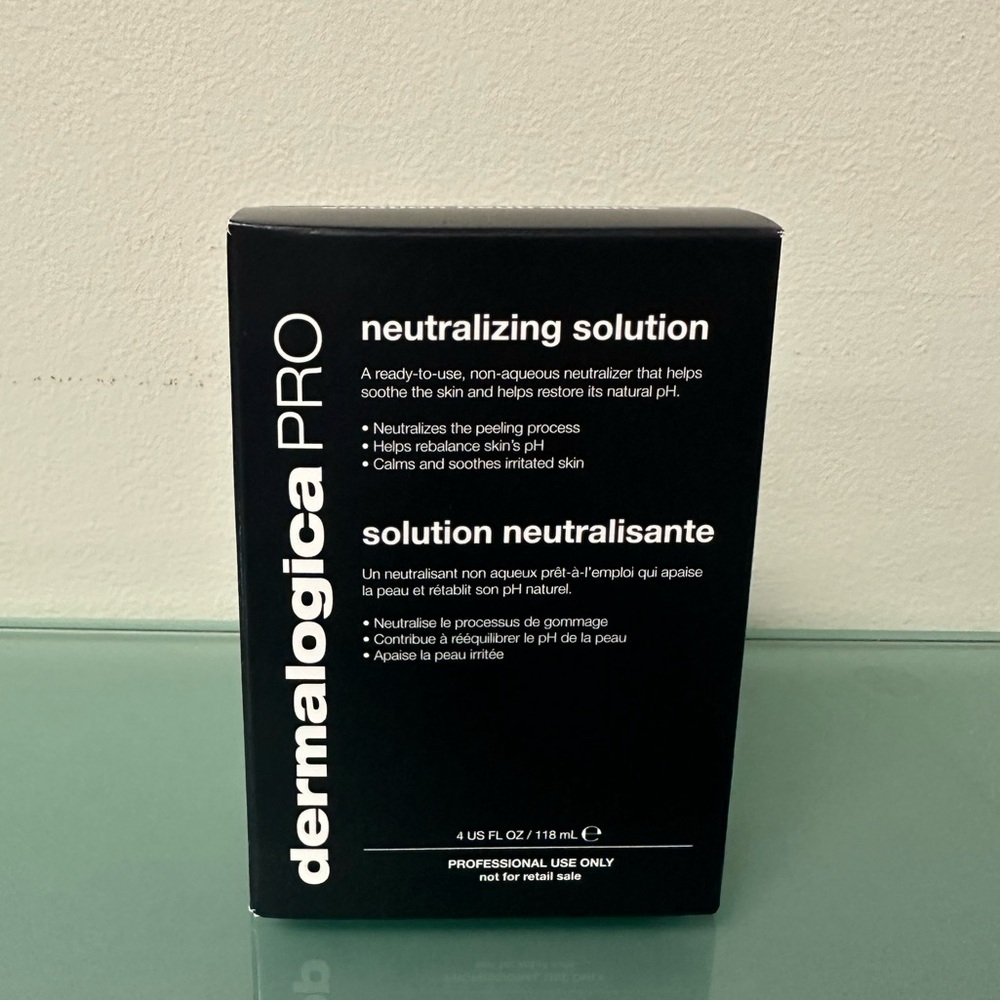 dermalogica PRO
neutralizing solution
A ready-to-use, non-aqueous neutralizer that helps
soothe the skin and helps restore its natural pH.
• Neutralizes the peeling process
• Helps rebalance skin's pH
• Calms and soothes irritated skin
solution neutralisante
Un neutralisant non aqueux prêt-à-l'emploi qui apaise
la peau et rétablit son pH naturel.
• Neutralise le processus de gommage
• Contribue à rééquilibrer le pH de la peau
• Apaise la peau irritée
4 US FL OZ / 118 mL ℮
PROFESSIONAL USE ONLY
not for retail sale